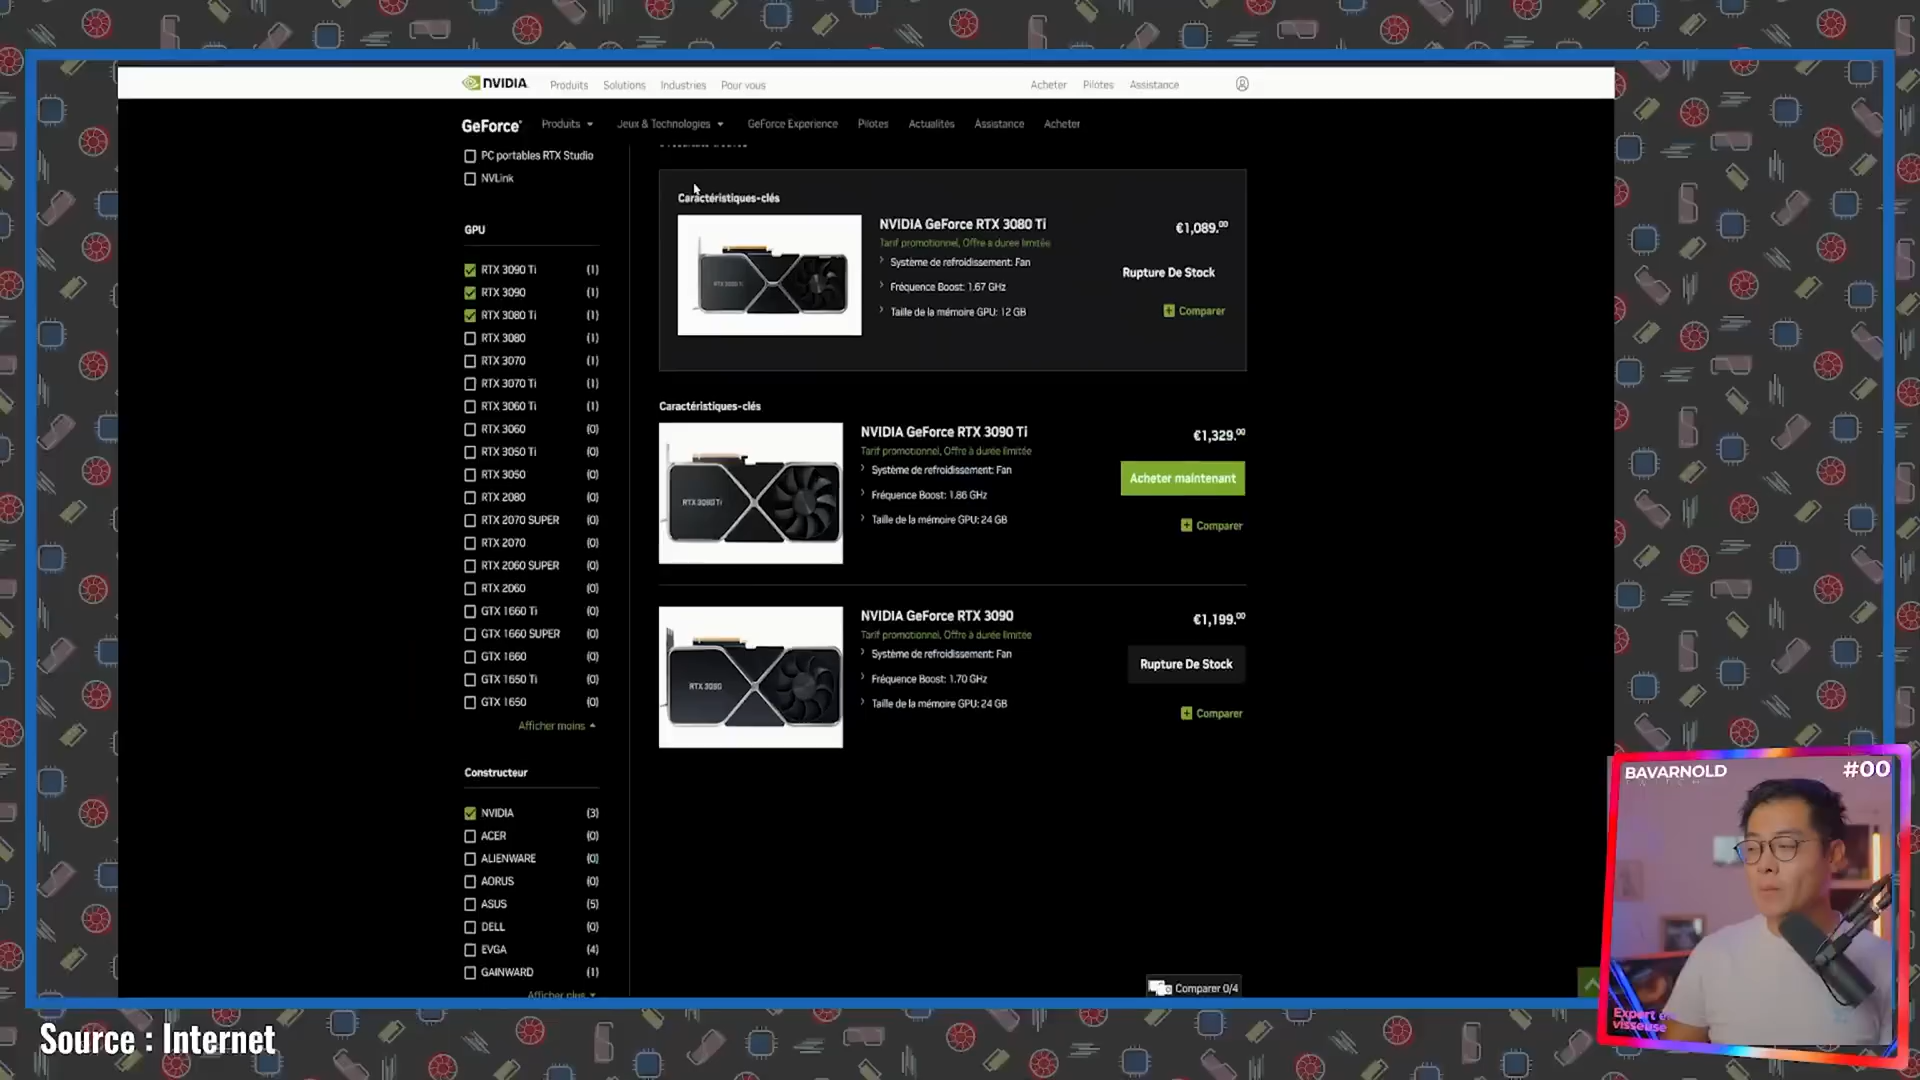 NVIDIA Produits Solutions Industries Pour vous Acheter Pilotes Assistance
GeForce Produits Jeux & Technologies GeForce Experience Pilotes Actualités Assistance Acheter
PC portables RTX Studio
NVLink
GPU
RTX 3090 Ti (1)
RTX 3090 (1)
RTX 3080 Ti (1)
RTX 3080 (1)
RTX 3070 (1)
RTX 3070 Ti (1)
RTX 3060 Ti (1)
RTX 3060 (0)
RTX 3050 Ti (0)
RTX 3050 (0)
RTX 2080 (0)
RTX 2070 SUPER (0)
RTX 2070 (0)
RTX 2060 SUPER (0)
RTX 2060 (0)
GTX 1660 Ti (0)
GTX 1660 SUPER (0)
GTX 1660 (0)
GTX 1650 Ti (0)
GTX 1650 (0)
Afficher moins
Constructeur
NVIDIA (3)
ACER (0)
ALIENWARE (0)
AORUS (0)
ASUS (5)
DELL (0)
EVGA (4)
GAINWARD (1)
Afficher plus
Caractéristiques-clés
NVIDIA GeForce RTX 3080 Ti
€1,089.00
Tarif promotionnel, Offre à durée limitée
Système de refroidissement: Fan
Fréquence Boost: 1.67 GHz
Taille de la mémoire GPU: 12 GB
Rupture De Stock
Comparer
Caractéristiques-clés
RTX 3080 Ti
NVIDIA GeForce RTX 3090 Ti
€1,329.00
Tarif promotionnel, Offre à durée limitée
Système de refroidissement: Fan
Fréquence Boost: 1.86 GHz
Taille de la mémoire GPU: 24 GB
Acheter maintenant
Comparer
RTX 3090
NVIDIA GeForce RTX 3090
€1,199.00
Tarif promotionnel, Offre à durée limitée
Système de refroidissement: Fan
Fréquence Boost: 1.70 GHz
Taille de la mémoire GPU: 24 GB
Rupture De Stock
Comparer
Comparer 0/4
BAVARNOLD #00
Expert en
visseuse
Source : Internet